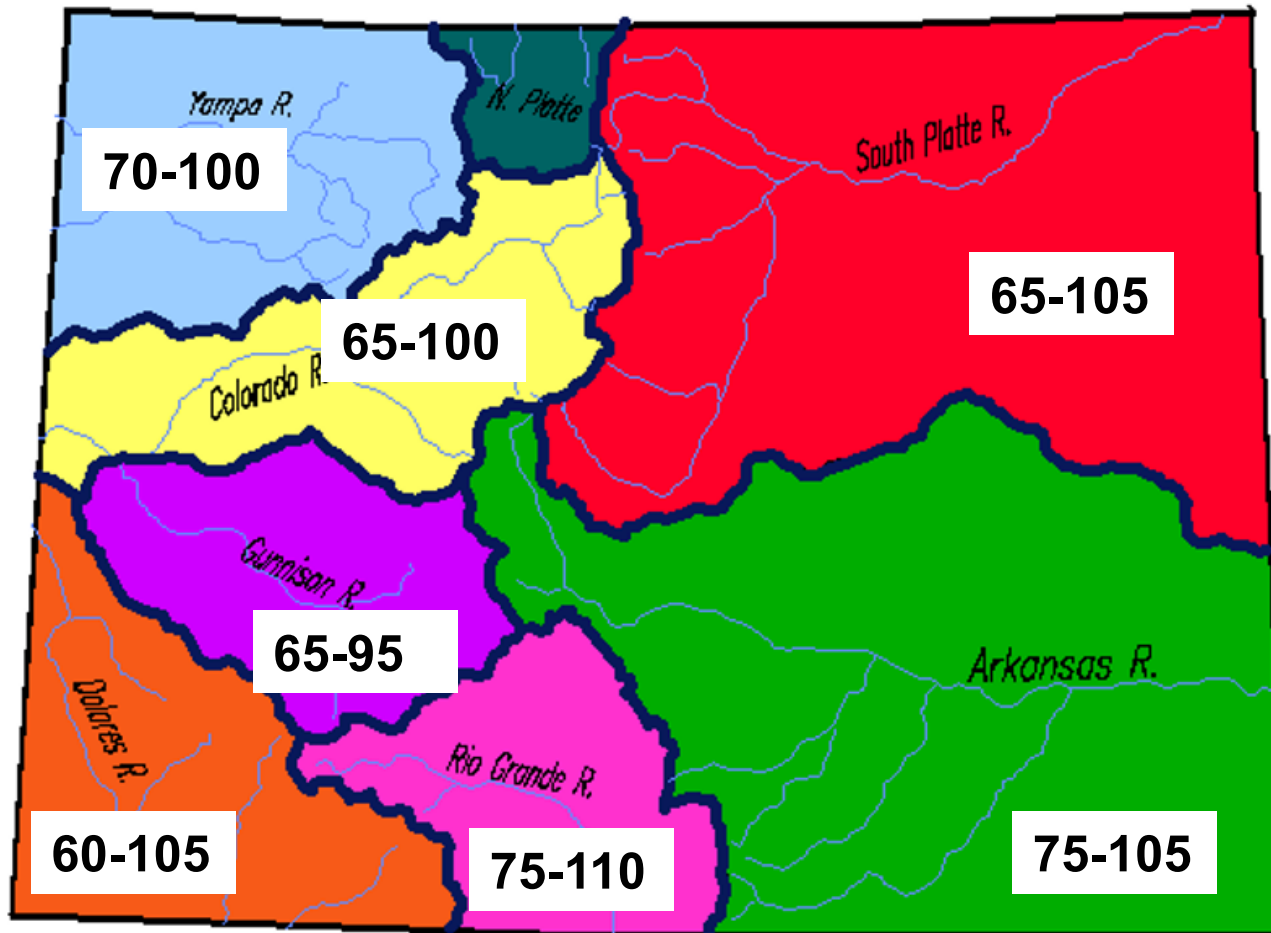 Yampa R.
70-100
N. Platte
South Platte R.
65-105
65-100
Colorado R.
Gunnison R.
65-95
Arkansas R.
Dolores R.
Rio Grande R.
60-105
75-110
75-105